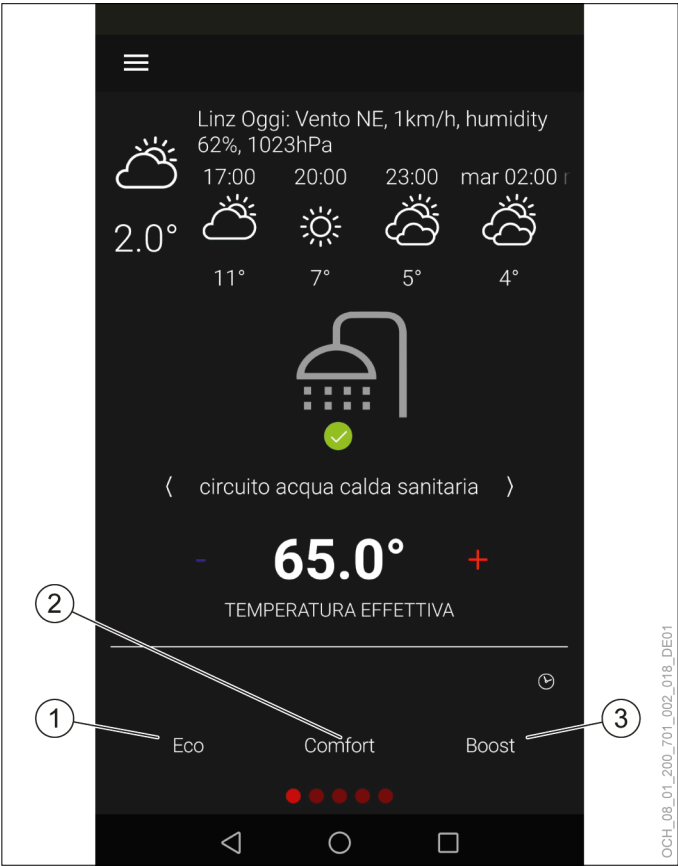 Linz Oggi: Vento NE, 1km/h, humidity
62%, 1023hPa
17:00 20:00 23:00 mar 02:00
2.0°
11° 7° 5° 4°
⟨ circuito acqua calda sanitaria ⟩
- 65.0° +
TEMPERATURA EFFETTIVA
2
1
3
Eco Comfort Boost
OCH_08_01_200_701_002_018_DE01